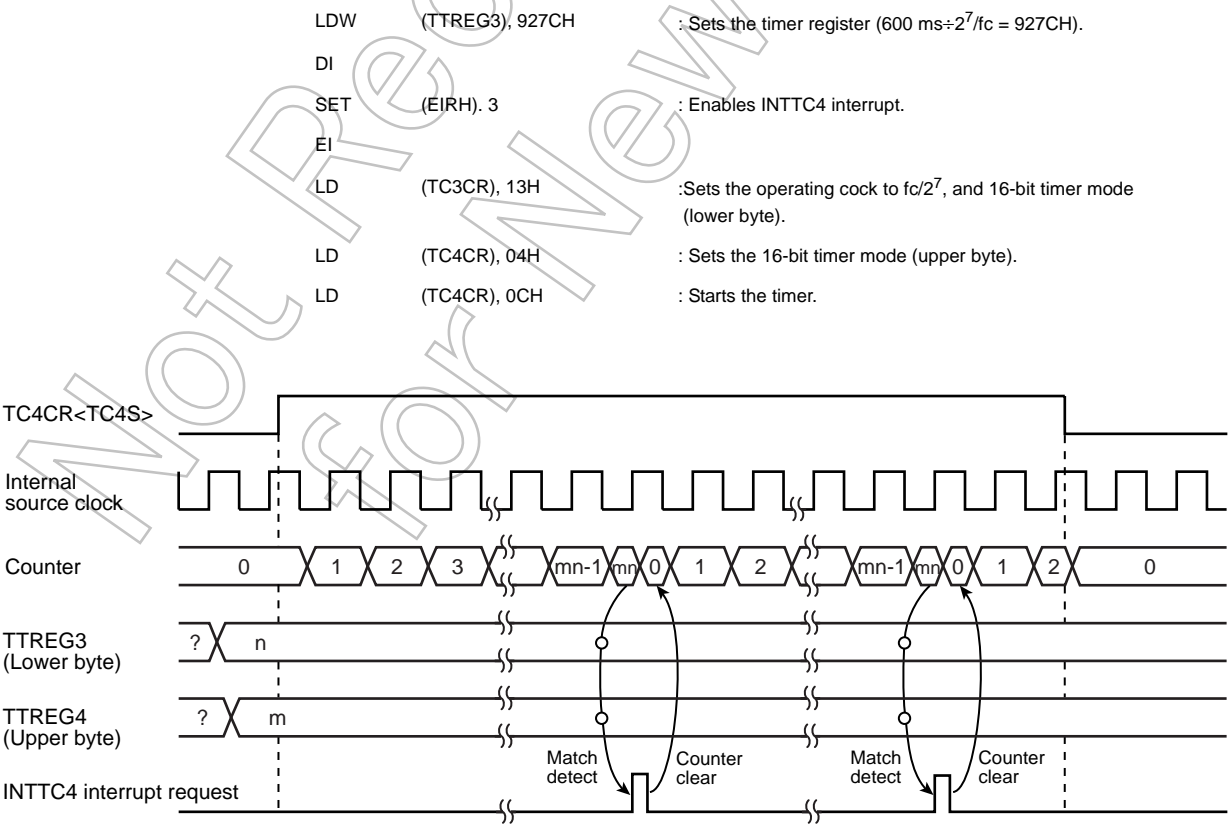 LDW (TTREG3), 927CH : Sets the timer register (600 ms÷2⁷/fc = 927CH).
DI
SET (EIRH). 3 : Enables INTTC4 interrupt.
EI
LD (TC3CR), 13H :Sets the operating cock to fc/2⁷, and 16-bit timer mode
(lower byte).
LD (TC4CR), 04H : Sets the 16-bit timer mode (upper byte).
LD (TC4CR), 0CH : Starts the timer.
TC4CR<TC4S>
Internal
source clock
Counter 0 1 2 3 mn-1 mn 0 1 2 mn-1 mn 0 1 2 0
TTREG3 ? n
(Lower byte)
TTREG4 ? m
(Upper byte)
Match detect Counter clear Match detect Counter clear
INTTC4 interrupt request
Not Rec
for New